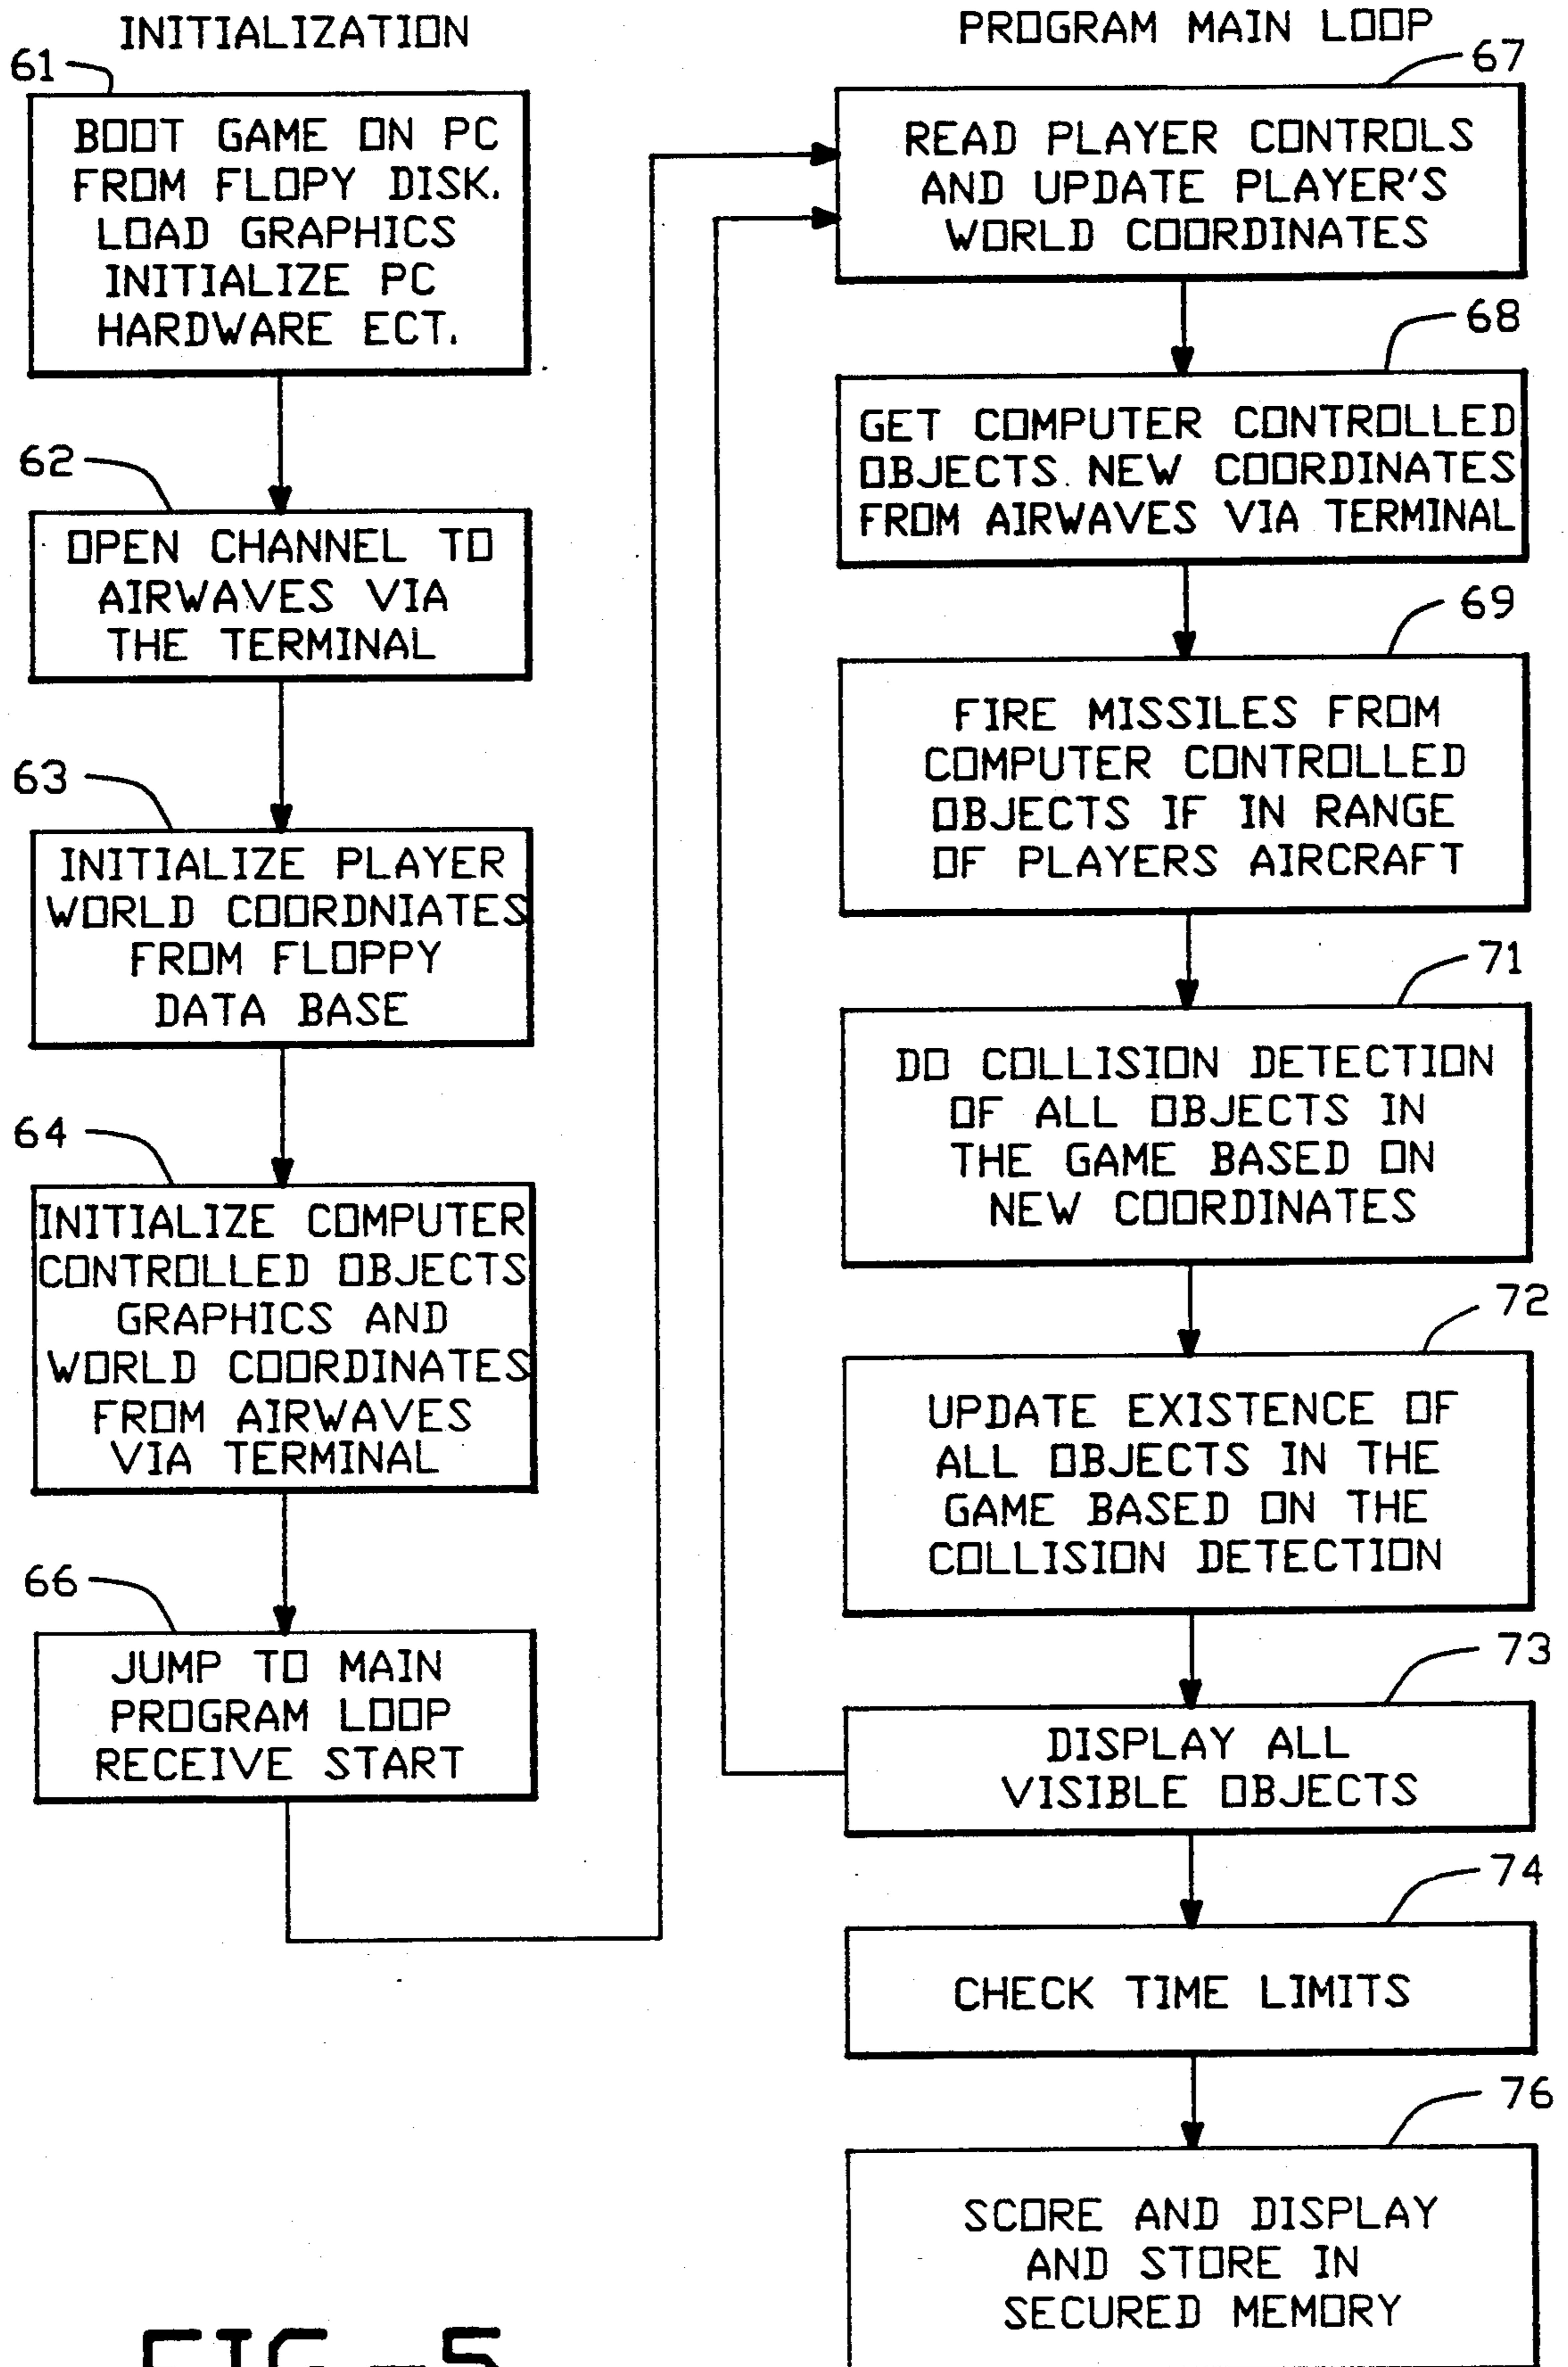 INITIALIZATION
61
BOOT GAME ON PC
FROM FLOPY DISK.
LOAD GRAPHICS
INITIALIZE PC
HARDWARE ECT.
62
OPEN CHANNEL TO
AIRWAVES VIA
THE TERMINAL
63
INITIALIZE PLAYER
WORLD COORDNIATES
FROM FLOPPY
DATA BASE
64
INITIALIZE COMPUTER
CONTROLLED OBJECTS
GRAPHICS AND
WORLD COORDINATES
FROM AIRWAVES
VIA TERMINAL
66
JUMP TO MAIN
PROGRAM LOOP
RECEIVE START
PROGRAM MAIN LOOP
67
READ PLAYER CONTROLS
AND UPDATE PLAYER'S
WORLD COORDINATES
68
GET COMPUTER CONTROLLED
OBJECTS. NEW COORDINATES
FROM AIRWAVES VIA TERMINAL
69
FIRE MISSILES FROM
COMPUTER CONTROLLED
OBJECTS IF IN RANGE
OF PLAYERS AIRCRAFT
71
DO COLLISION DETECTION
OF ALL OBJECTS IN
THE GAME BASED ON
NEW COORDINATES
72
UPDATE EXISTENCE OF
ALL OBJECTS IN THE
GAME BASED ON THE
COLLISION DETECTION
73
DISPLAY ALL
VISIBLE OBJECTS
74
CHECK TIME LIMITS
76
SCORE AND DISPLAY
AND STORE IN
SECURED MEMORY
FIG.-5